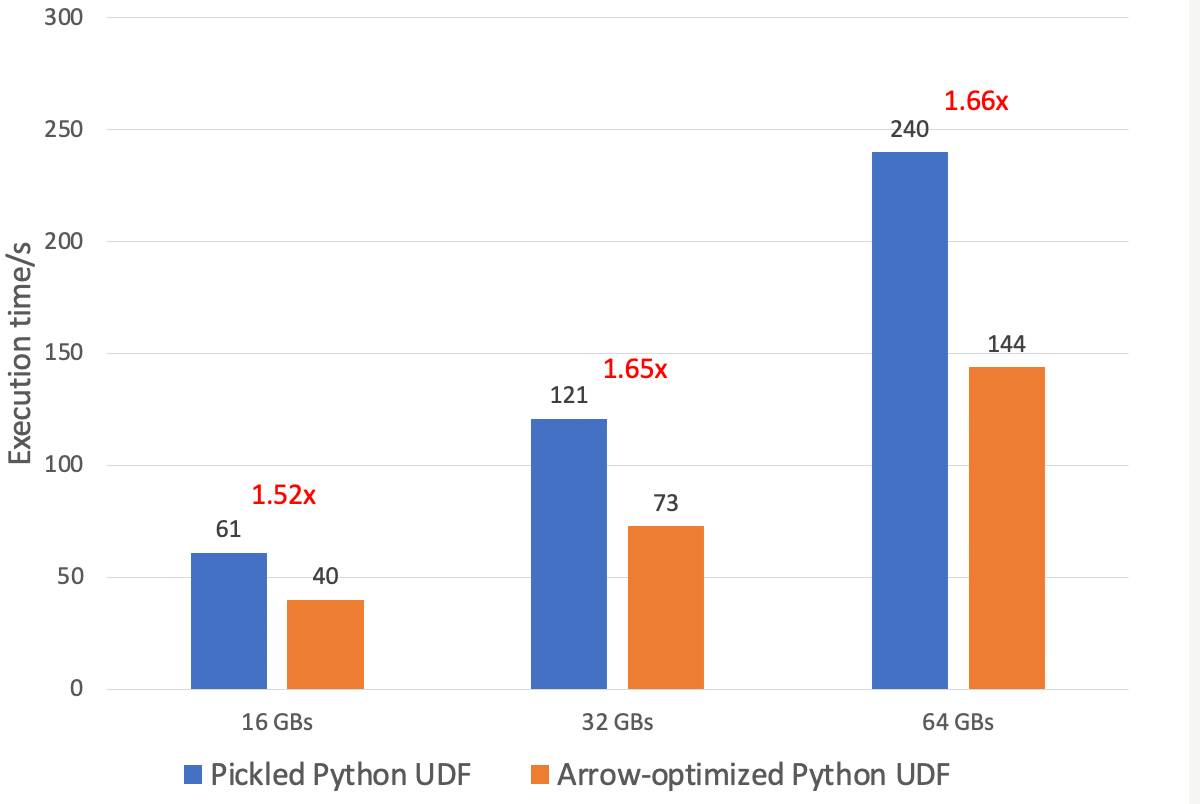 300
250
200
150
100
50
0
Execution time/s
1.52x
61
40
1.65x
121
73
1.66x
240
144
16 GBs
32 GBs
64 GBs
Pickled Python UDF
Arrow-optimized Python UDF